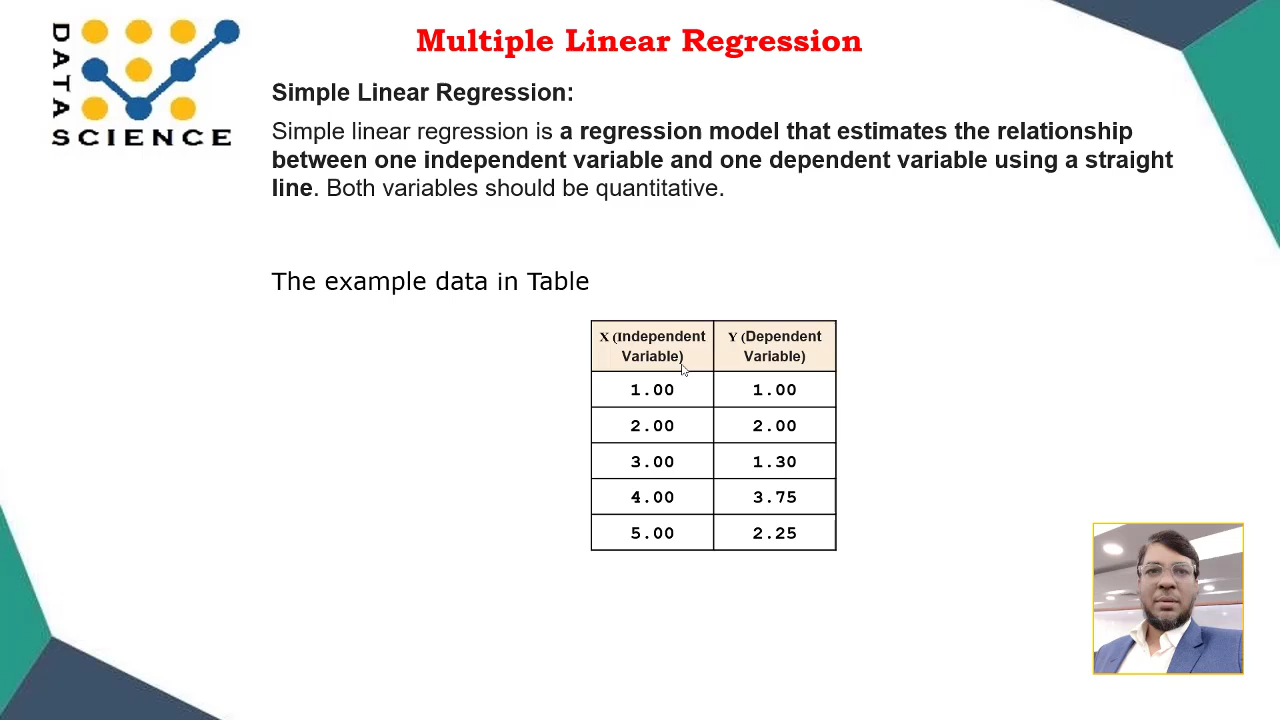 DATA
SCIENCE
Multiple Linear Regression
Simple Linear Regression:
Simple linear regression is a regression model that estimates the relationship
between one independent variable and one dependent variable using a straight
line. Both variables should be quantitative.
The example data in Table
X (Independent Variable) Y (Dependent Variable)
1.00 1.00
2.00 2.00
3.00 1.30
4.00 3.75
5.00 2.25